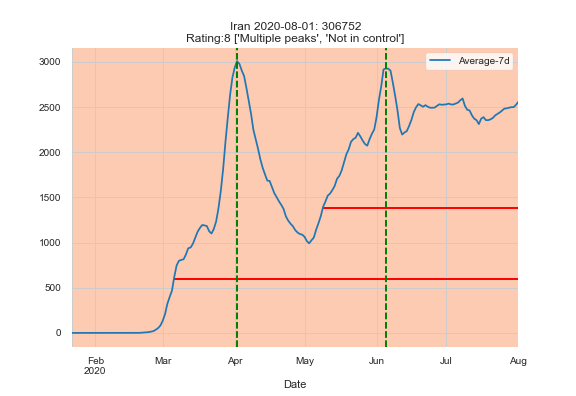 Iran 2020-08-01: 306752
Rating:8 ['Multiple peaks', 'Not in control']
Average-7d
3000
2500
2000
1500
1000
500
0
Feb Mar Apr May Jun Jul Aug
2020
Date